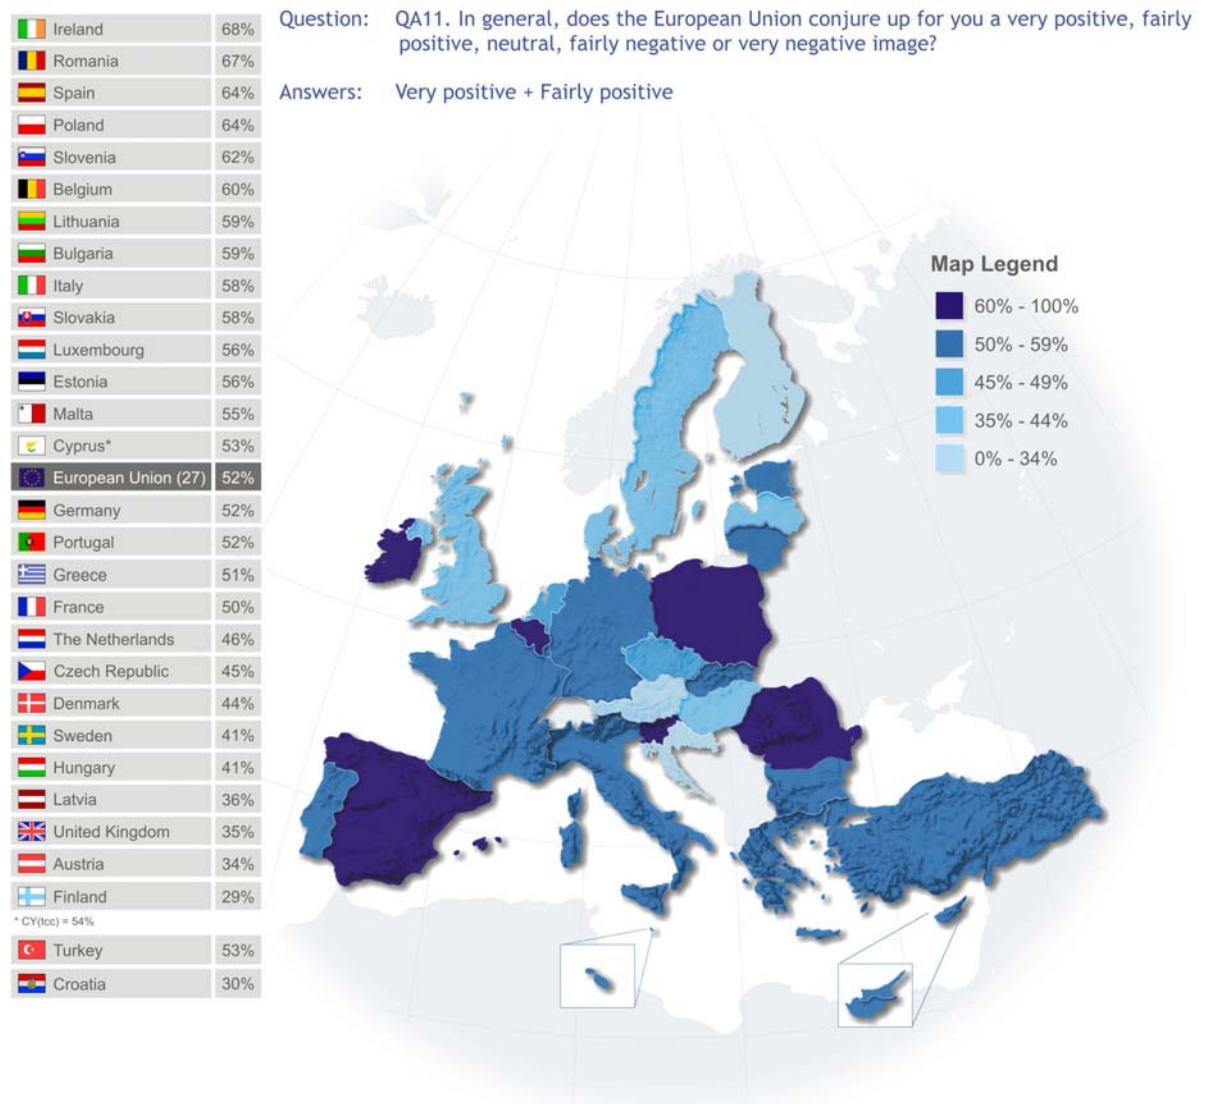 Question: QA11. In general, does the European Union conjure up for you a very positive, fairly
positive, neutral, fairly negative or very negative image?
Answers: Very positive + Fairly positive
Ireland 68%
Romania 67%
Spain 64%
Poland 64%
Slovenia 62%
Belgium 60%
Lithuania 59%
Bulgaria 59%
Italy 58%
Slovakia 58%
Luxembourg 56%
Estonia 56%
Malta 55%
Cyprus* 53%
European Union (27) 52%
Germany 52%
Portugal 52%
Greece 51%
France 50%
The Netherlands 46%
Czech Republic 45%
Denmark 44%
Sweden 41%
Hungary 41%
Latvia 36%
United Kingdom 35%
Austria 34%
Finland 29%
* CY(tcc) = 54%
Turkey 53%
Croatia 30%
Map Legend
60% - 100%
50% - 59%
45% - 49%
35% - 44%
0% - 34%